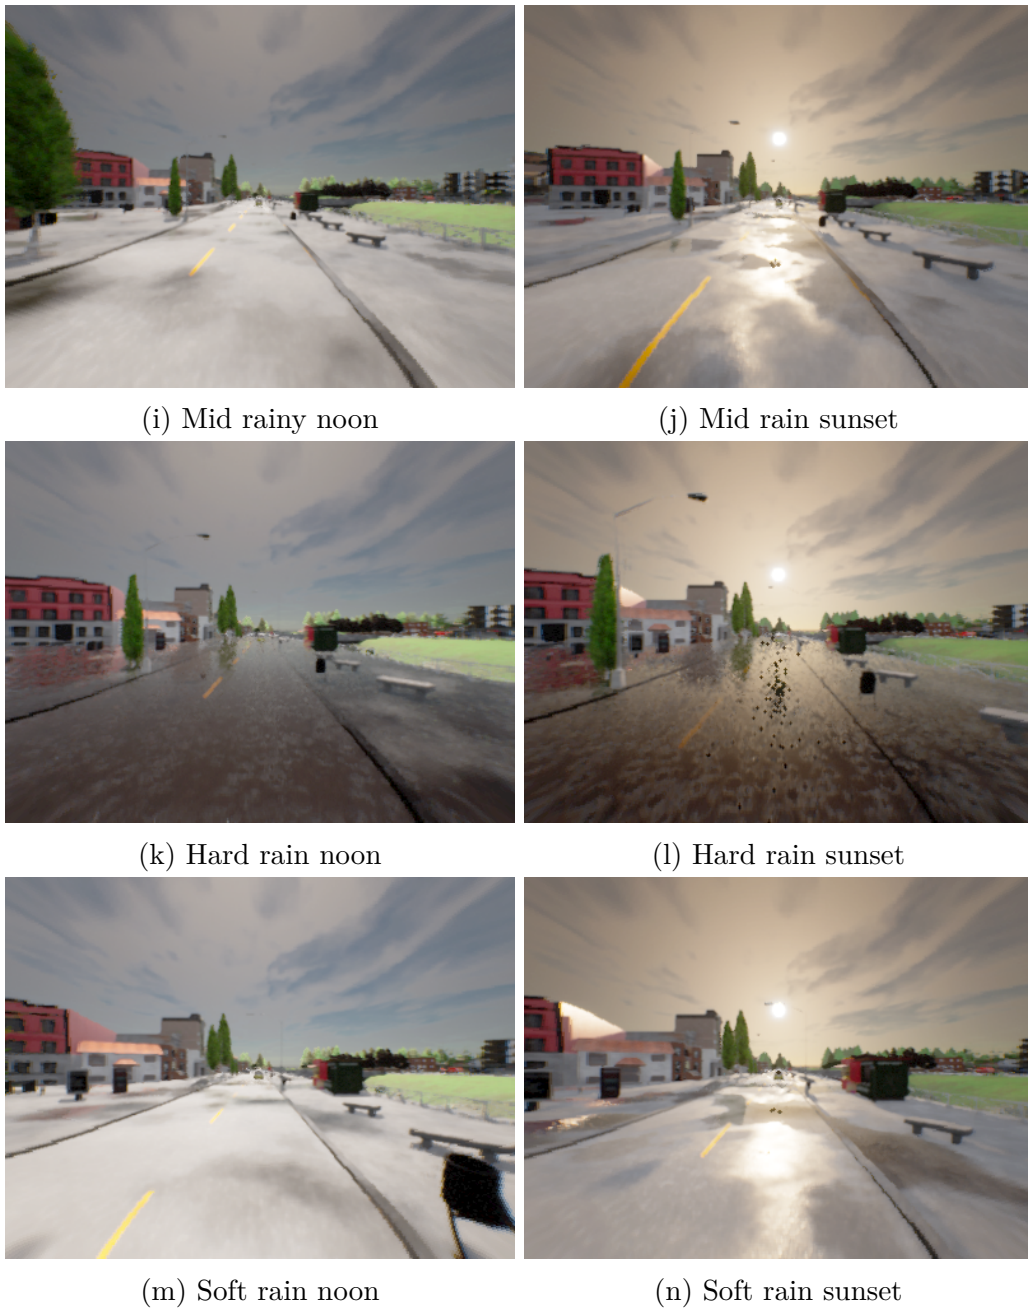 (i) Mid rainy noon
(j) Mid rain sunset
(k) Hard rain noon
(l) Hard rain sunset
(m) Soft rain noon
(n) Soft rain sunset